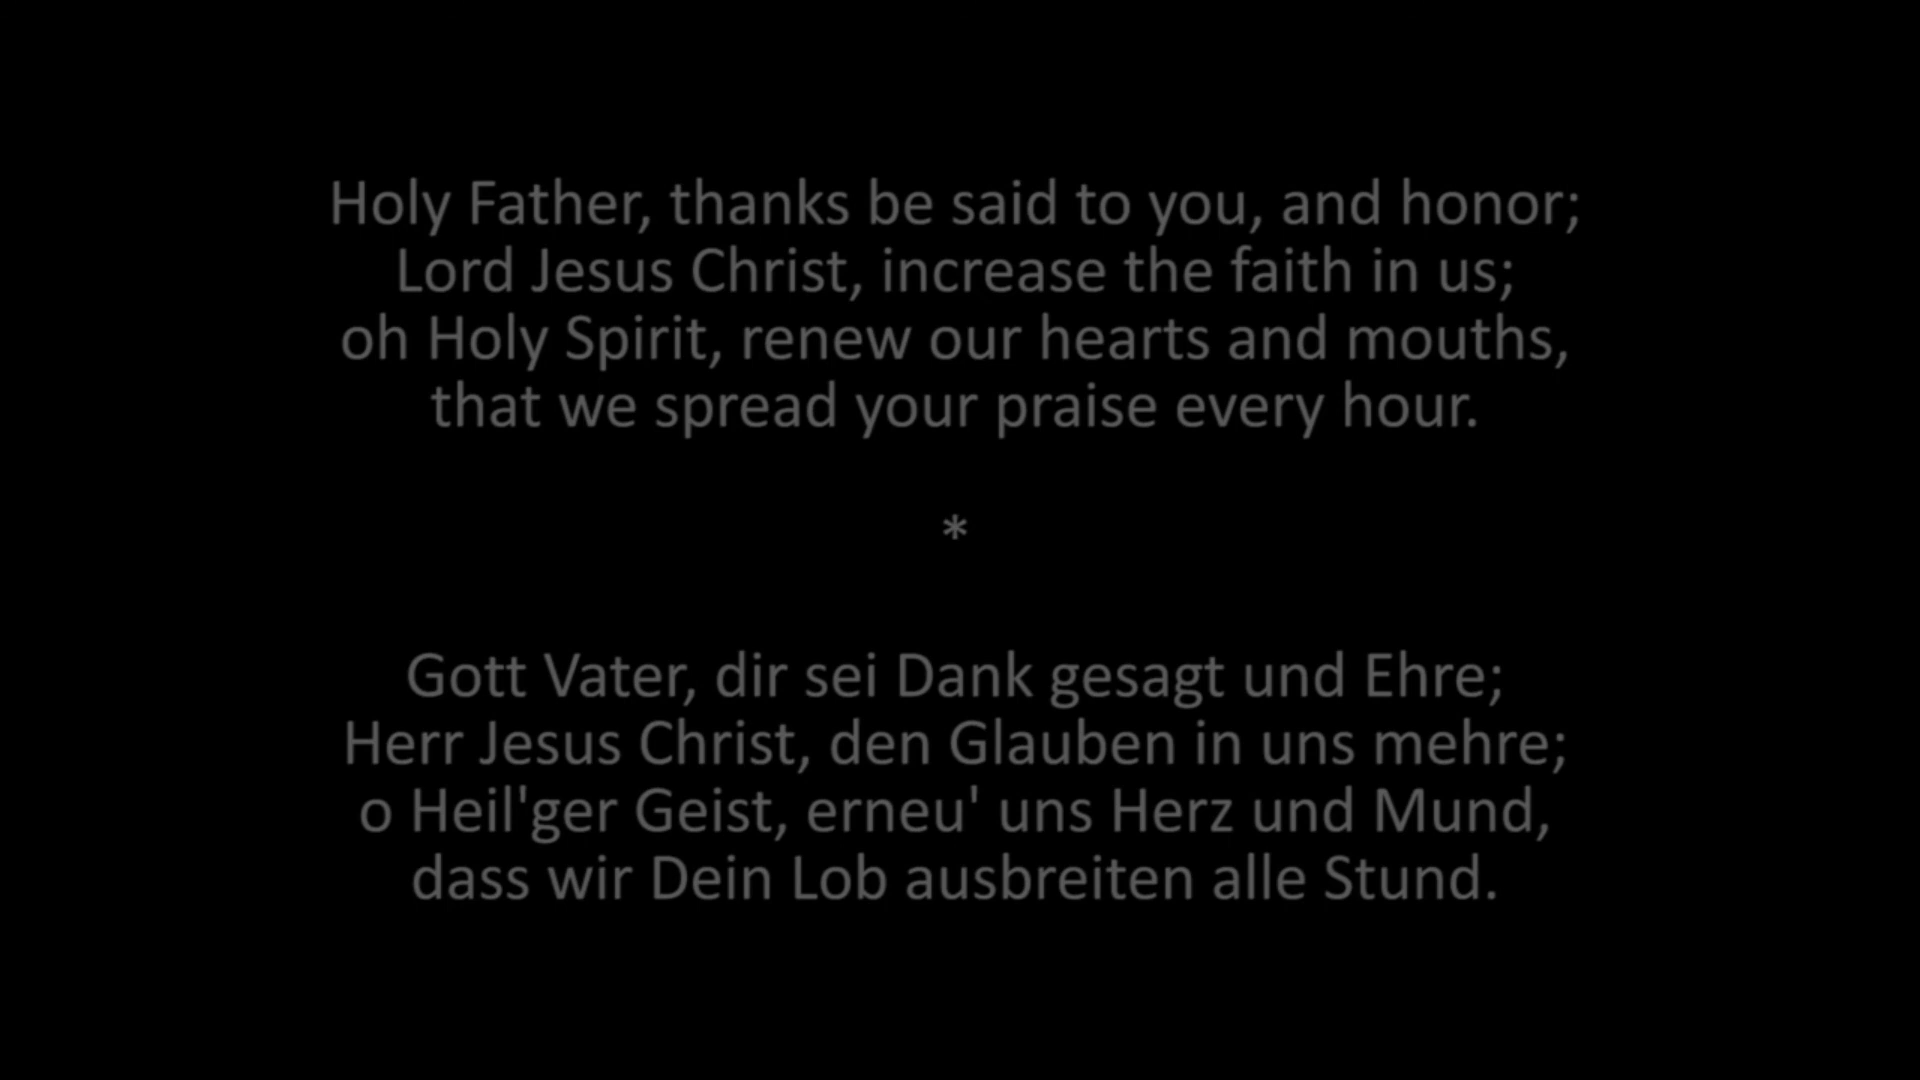 Holy Father, thanks be said to you, and honor;
Lord Jesus Christ, increase the faith in us;
oh Holy Spirit, renew our hearts and mouths,
that we spread your praise every hour.
*
Gott Vater, dir sei Dank gesagt und Ehre;
Herr Jesus Christ, den Glauben in uns mehre;
o Heil'ger Geist, erneu' uns Herz und Mund,
dass wir Dein Lob ausbreiten alle Stund.